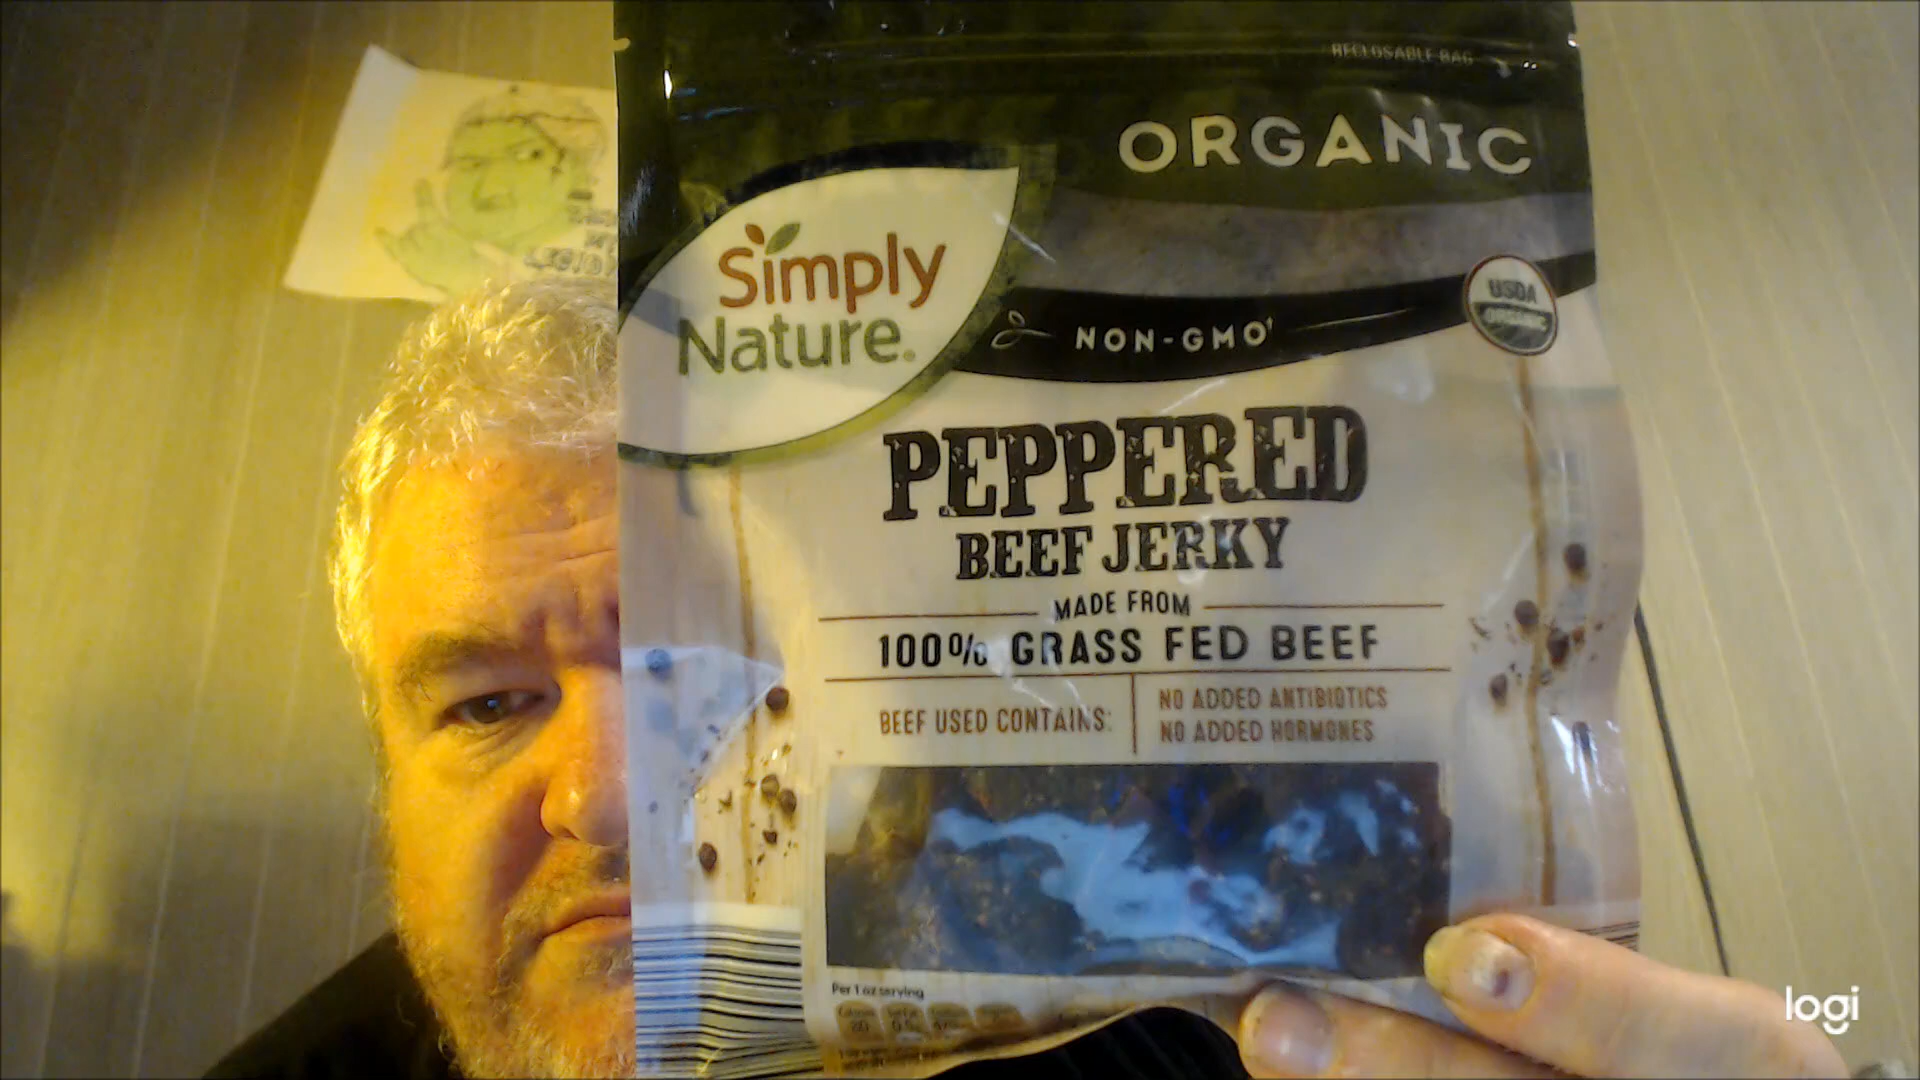 RECLOSABLE BAG
ORGANIC
Simply
Nature®
NON-GMO†
USDA
ORGANIC
PEPPERED
BEEF JERKY
MADE FROM
100% GRASS FED BEEF
BEEF USED CONTAINS:
NO ADDED ANTIBIOTICS
NO ADDED HORMONES
Per 1 oz serving
80
logi